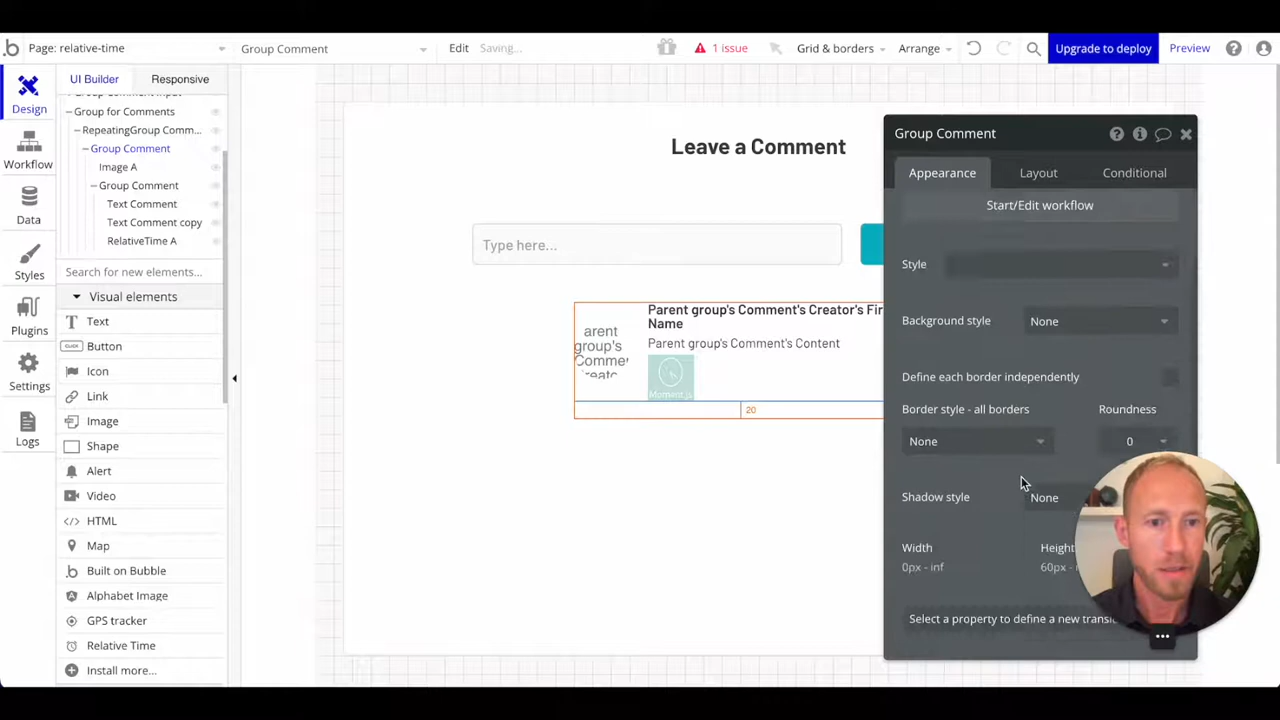 Page: relative-time
Group Comment
Edit
Saving...
1 issue
Grid & borders
Arrange
Upgrade to deploy
Preview
Design
Workflow
Data
Styles
Plugins
Settings
Logs
UI Builder
Responsive
Group for Comments
RepeatingGroup Comm...
Group Comment
Image A
Group Comment
Text Comment
Text Comment copy
RelativeTime A
Search for new elements...
Visual elements
Text
Button
Icon
Link
Image
Shape
Alert
Video
HTML
Map
Built on Bubble
Alphabet Image
GPS tracker
Relative Time
Install more...
Leave a Comment
Type here...
arent
group's
Comme
Parent group's Comment's Creator's Fir
Name
Parent group's Comment's Content
Moment.js
20
Group Comment
Appearance
Layout
Conditional
Start/Edit workflow
Style
Background style
None
Define each border independently
Border style - all borders
Roundness
None
0
Shadow style
None
Width
Height
0px - inf
60px -
Select a property to define a new transi